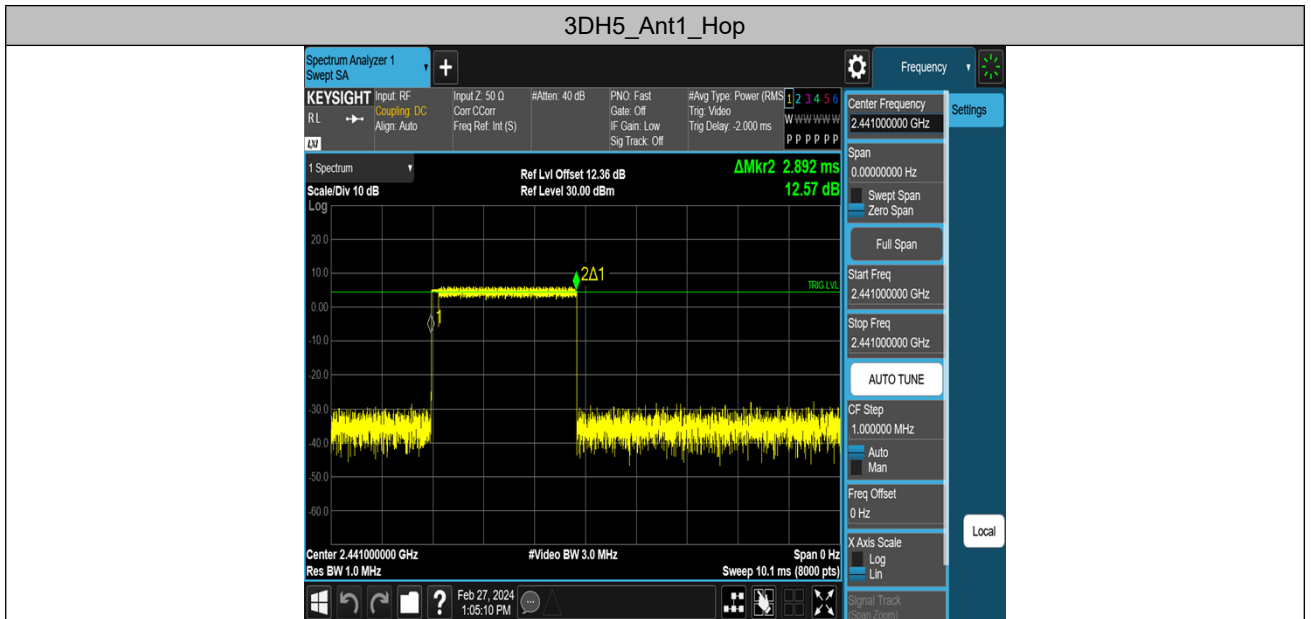 3DH5_Ant1_Hop
Spectrum Analyzer 1
Swept SA
+
Frequency
KEYSIGHT
RL
LXI
Input: RF
Coupling: DC
Align: Auto
Input Z: 50 Ω
Corr CCorr
Freq Ref: Int (S)
#Atten: 40 dB
PNO: Fast
Gate: Off
IF Gain: Low
Sig Track: Off
#Avg Type: Power (RMS
Trig: Video
Trig Delay: -2.000 ms
1 2 3 4 5 6
W W W W W W
P P P P P P
1 Spectrum
Scale/Div 10 dB
Log
Ref Lvl Offset 12.36 dB
Ref Level 30.00 dBm
ΔMkr2 2.892 ms
12.57 dB
20.0
10.0
0.00
-10.0
-20.0
-30.0
-40.0
-50.0
-60.0
2Δ1
1
TRIG LVL
Center 2.441000000 GHz
#Video BW 3.0 MHz
Span 0 Hz
Res BW 1.0 MHz
Sweep 10.1 ms (8000 pts)
?
Feb 27, 2024
1:05:10 PM
Center Frequency
2.441000000 GHz
Settings
Span
0.00000000 Hz
Swept Span
Zero Span
Full Span
Start Freq
2.441000000 GHz
Stop Freq
2.441000000 GHz
AUTO TUNE
CF Step
1.000000 MHz
Auto
Man
Freq Offset
0 Hz
X Axis Scale
Log
Lin
Local
Signal Track
(Span Zoom)